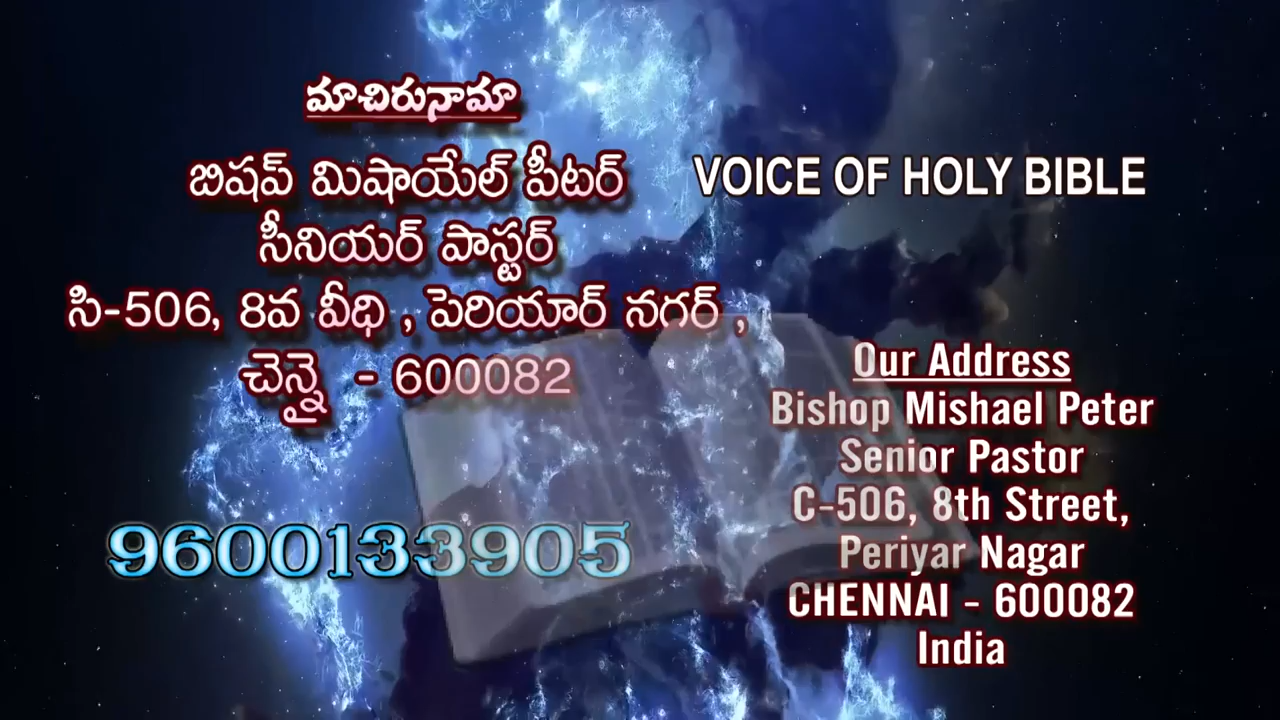 మాచిరునామా
బిషప్ మిషాయేల్ పీటర్
సీనియర్ పాస్టర్
సి-506, 8వ వీధి , పెరియార్ నగర్ ,
చెన్నై - 600082
9600133905
VOICE OF HOLY BIBLE
Our Address
Bishop Mishael Peter
Senior Pastor
C-506, 8th Street,
Periyar Nagar
CHENNAI - 600082
India